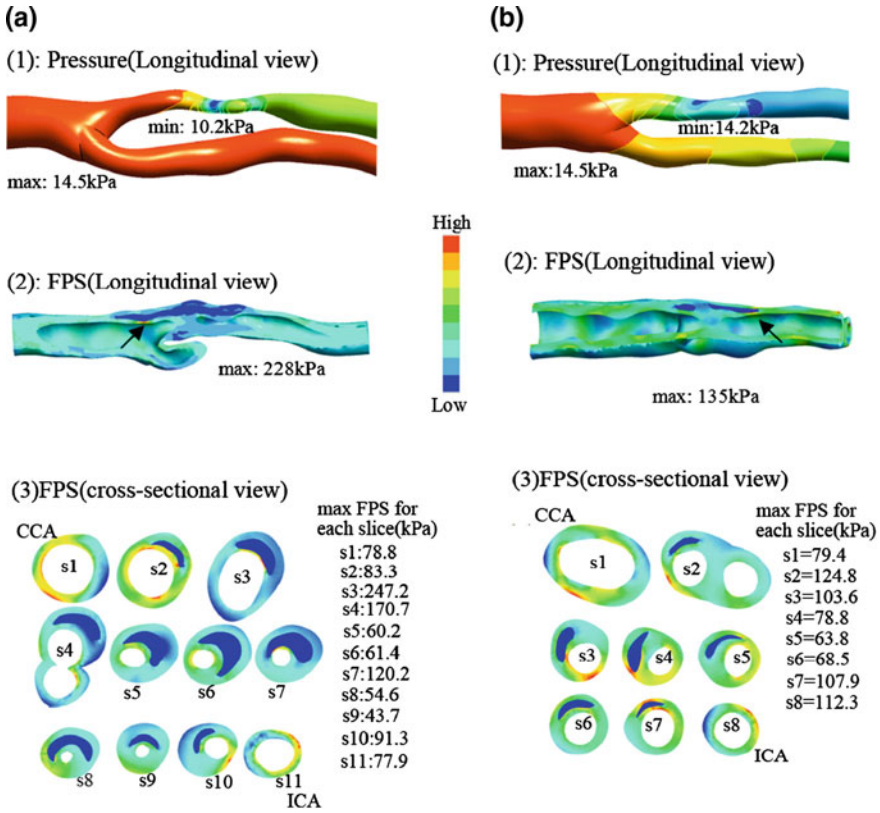 (a)
(1): Pressure(Longitudinal view)
min: 10.2kPa
max: 14.5kPa
(2): FPS(Longitudinal view)
max: 228kPa
(3)FPS(cross-sectional view)
CCA
s1
s2
s3
s4
s5
s6
s7
s8
s9
s10
s11
ICA
max FPS for
each slice(kPa)
s1:78.8
s2:83.3
s3:247.2
s4:170.7
s5:60.2
s6:61.4
s7:120.2
s8:54.6
s9:43.7
s10:91.3
s11:77.9
High
Low
(b)
(1): Pressure(Longitudinal view)
min:14.2kPa
max:14.5kPa
(2): FPS(Longitudinal view)
max: 135kPa
(3)FPS(cross-sectional view)
CCA
s1
s2
s3
s4
s5
s6
s7
s8
ICA
max FPS for
each slice(kPa)
s1=79.4
s2=124.8
s3=103.6
s4=78.8
s5=63.8
s6=68.5
s7=107.9
s8=112.3